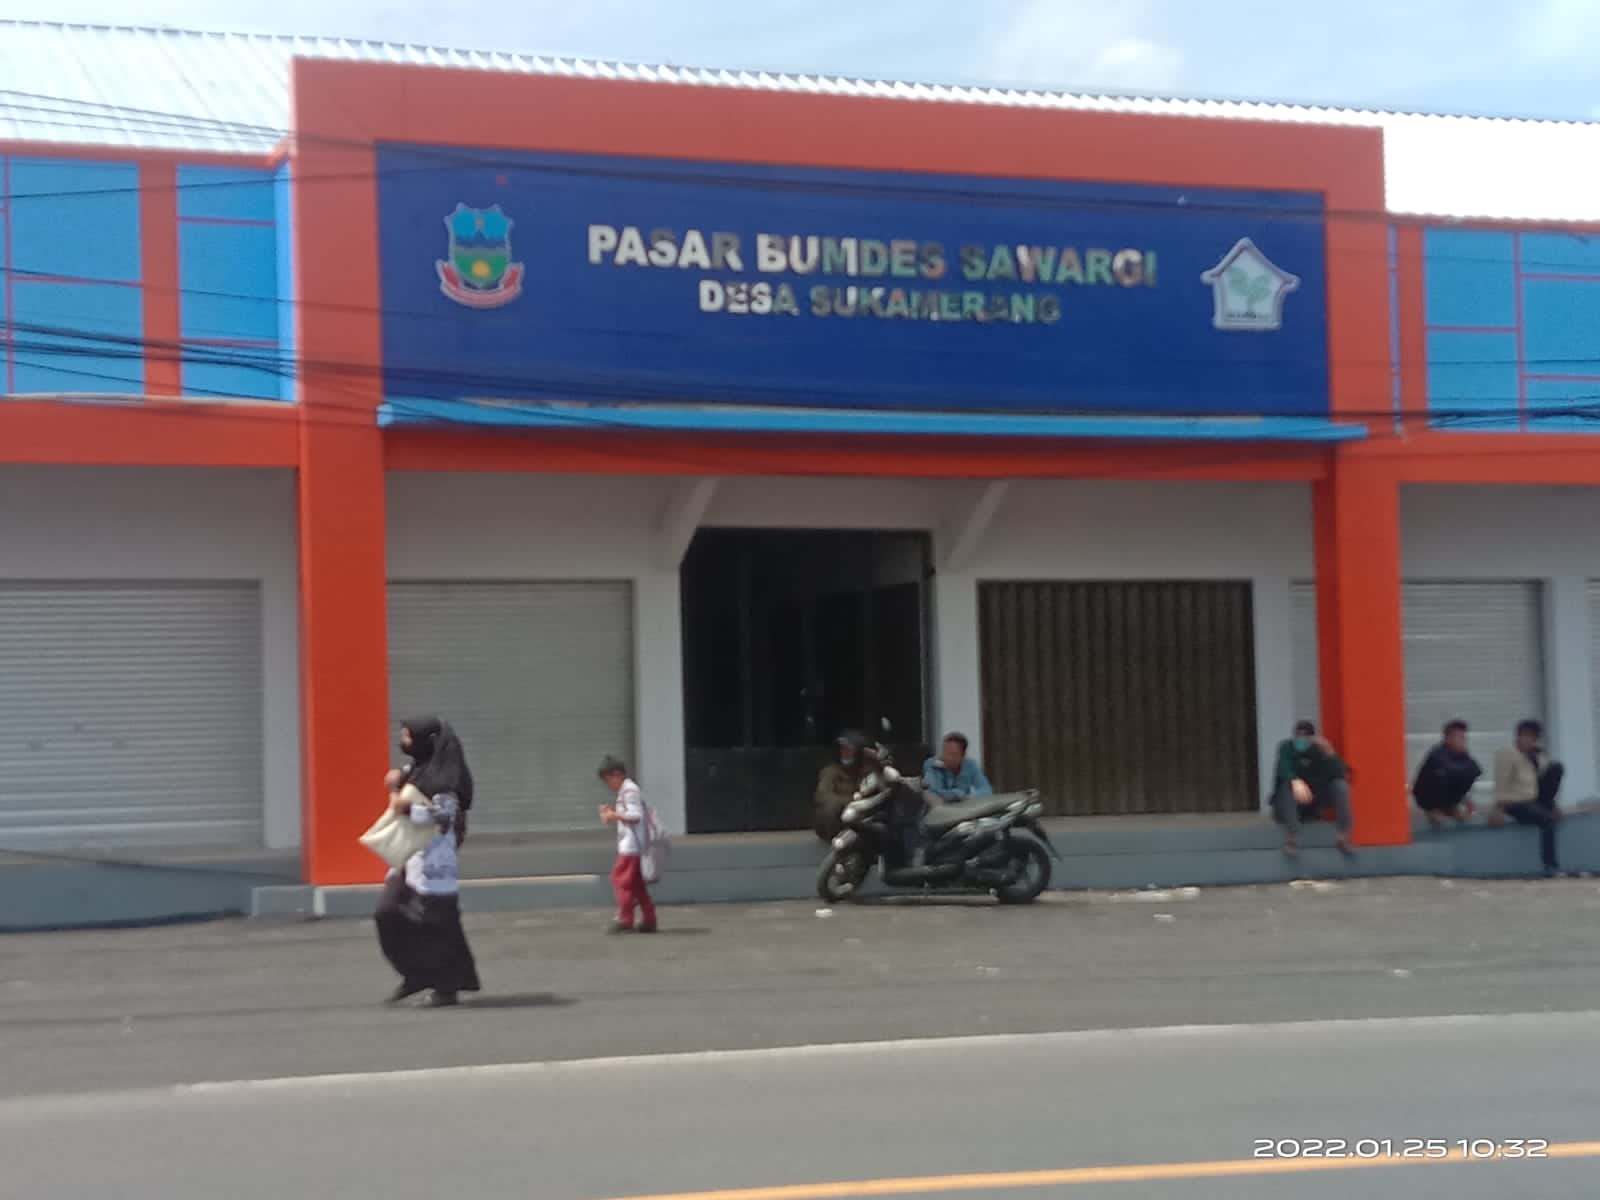 PASAR BUMDES SAWARGI
DESA SUKAMERANG
2022.01.25 10:32